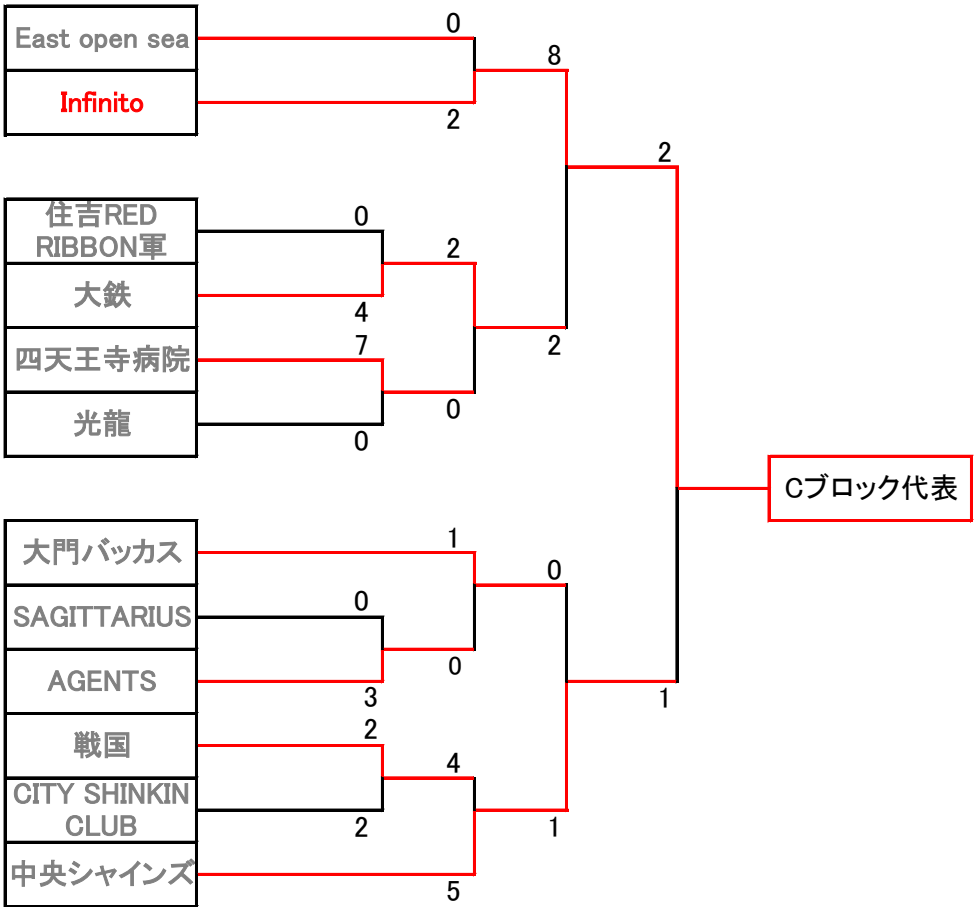 East open sea
0
8
Infinito
2
2
住吉RED
RIBBON軍
0
2
大鉄
4
四天王寺病院
7
2
光龍
0
0
Cブロック代表
大門バッカス
1
0
SAGITTARIUS
0
0
AGENTS
3
1
戦国
2
4
CITY SHINKIN
CLUB
2
1
中央シャインズ
5